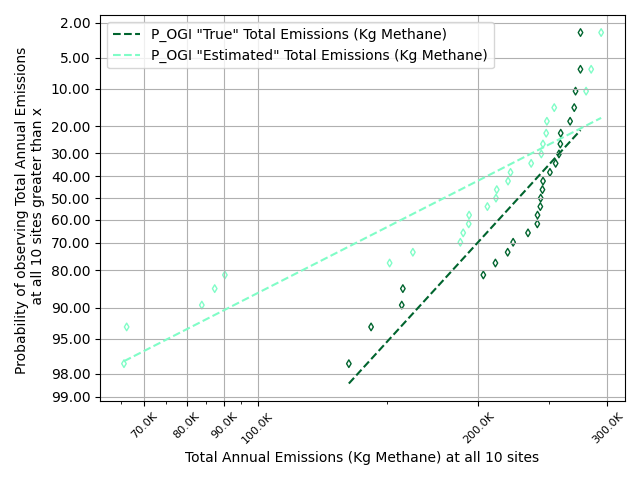 P_OGI "True" Total Emissions (Kg Methane)
P_OGI "Estimated" Total Emissions (Kg Methane)
Probability of observing Total Annual Emissions
at all 10 sites greater than x
2.00
5.00
10.00
20.00
30.00
40.00
50.00
60.00
70.00
80.00
90.00
95.00
98.00
99.00
70.0K
80.0K
90.0K
100.0K
200.0K
300.0K
Total Annual Emissions (Kg Methane) at all 10 sites